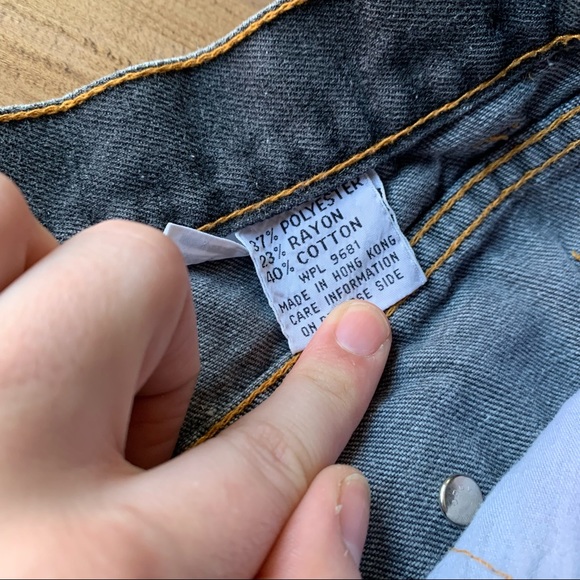 37% POLYESTER
23% RAYON
40% COTTON
WPL 9681
MADE IN HONG KONG
CARE INFORMATION
ON SIDE